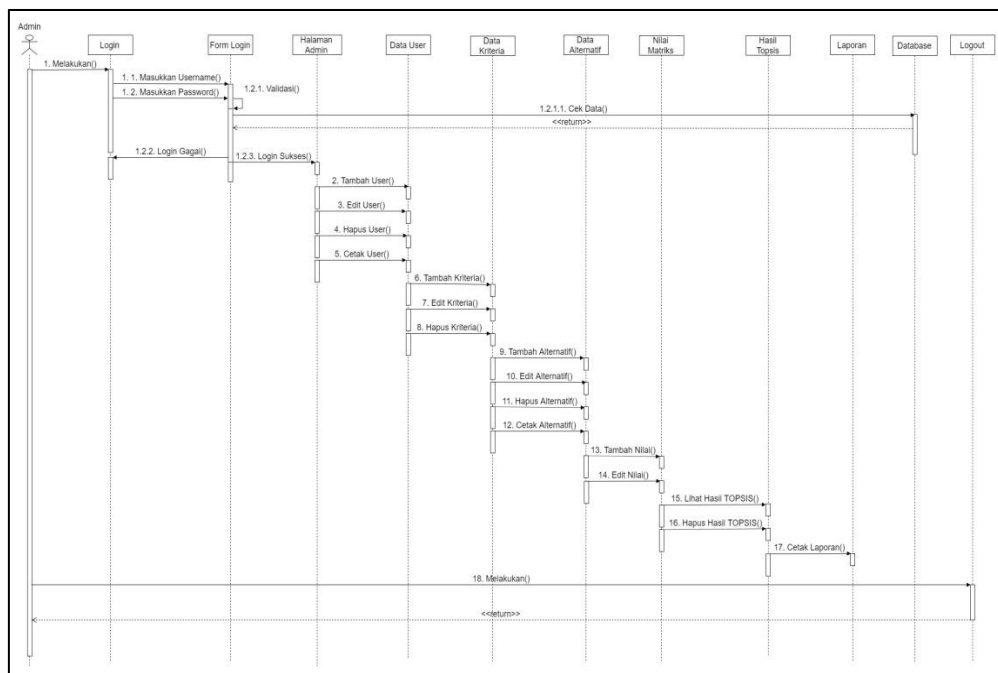 Admin
Login
Form Login
Halaman
Admin
Data User
Data
Kriteria
Data
Alternatif
Nilai
Matriks
Hasil
Topsis
Laporan
Database
Logout
1. Melakukan()
1. 1. Masukkan Username()
1. 2. Masukkan Password()
1.2.1. Validasi()
1.2.1.1. Cek Data()
<<return>>
1.2.2. Login Gagal()
1.2.3. Login Sukses()
2. Tambah User()
3. Edit User()
4. Hapus User()
5. Cetak User()
6. Tambah Kriteria()
7. Edit Kriteria()
8. Hapus Kriteria()
9. Tambah Alternatif()
10. Edit Alternatif()
11. Hapus Alternatif()
12. Cetak Alternatif()
13. Tambah Nilai()
14. Edit Nilai()
15. Lihat Hasil TOPSIS()
16. Hapus Hasil TOPSIS()
17. Cetak Laporan()
18. Melakukan()
<<return>>